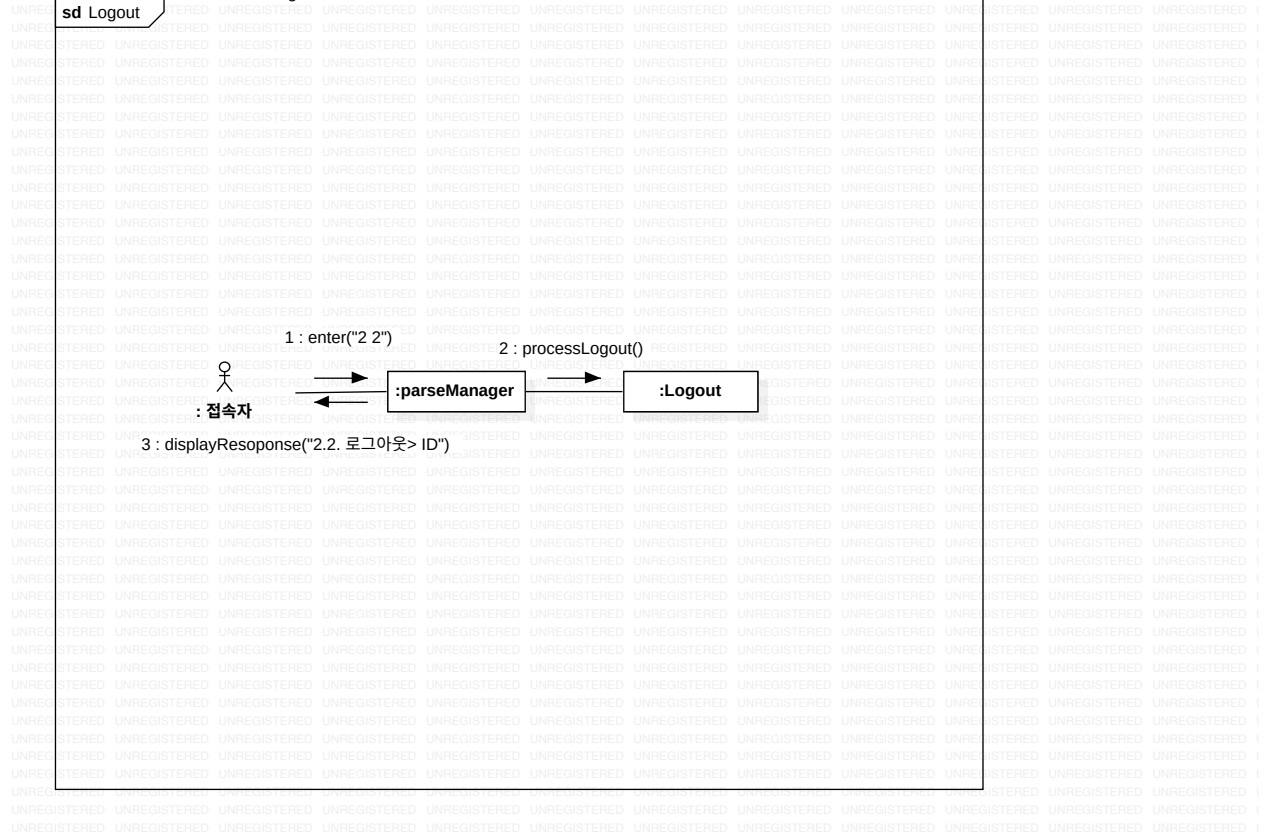 sd Logout
1 : enter("2 2")
2 : processLogout()
:parseManager
:Logout
: 접속자
3 : displayResoponse("2.2. 로그아웃> ID")
UNREGISTERED